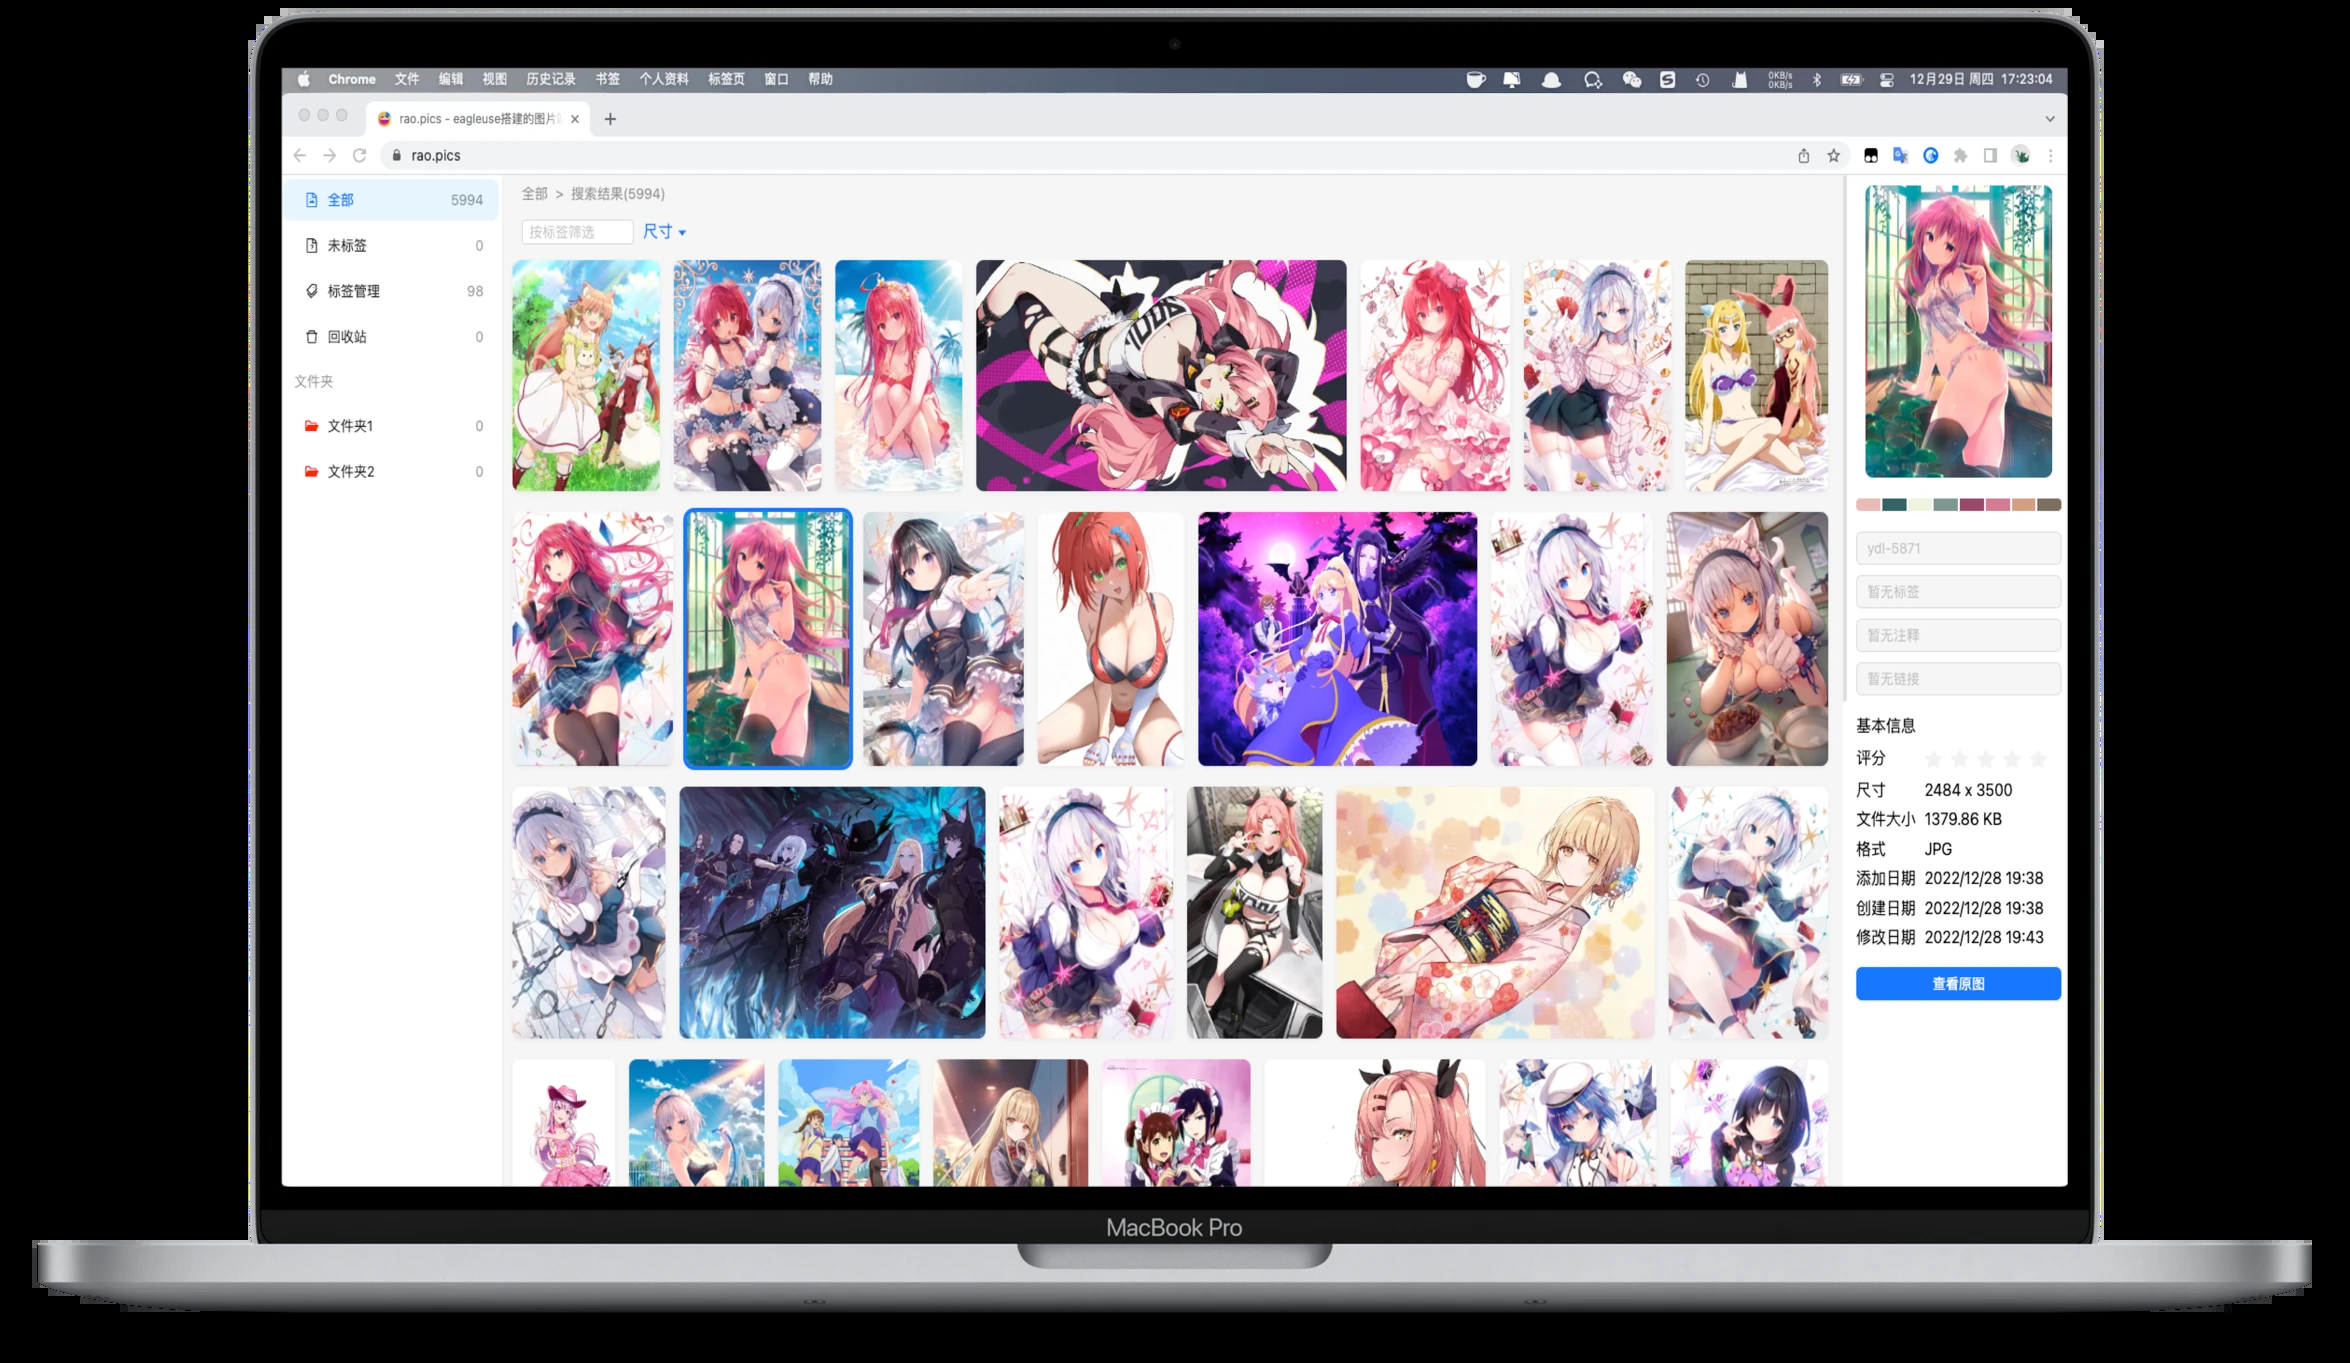 Chrome 文件 编辑 视图 历史记录 书签 个人资料 标签页 窗口 帮助
0KB/s
0KB/s
12月29日 周四 17:23:04
rao.pics - eagleuse搭建的图片
rao.pics
全部 5994
未标签 0
标签管理 98
回收站 0
文件夹
文件夹1 0
文件夹2 0
全部 > 搜索结果(5994)
按标签筛选 尺寸
ydl-5871
暂无标签
暂无注释
暂无链接
基本信息
评分
尺寸 2484 x 3500
文件大小 1379.86 KB
格式 JPG
添加日期 2022/12/28 19:38
创建日期 2022/12/28 19:38
修改日期 2022/12/28 19:43
查看原图
MacBook Pro